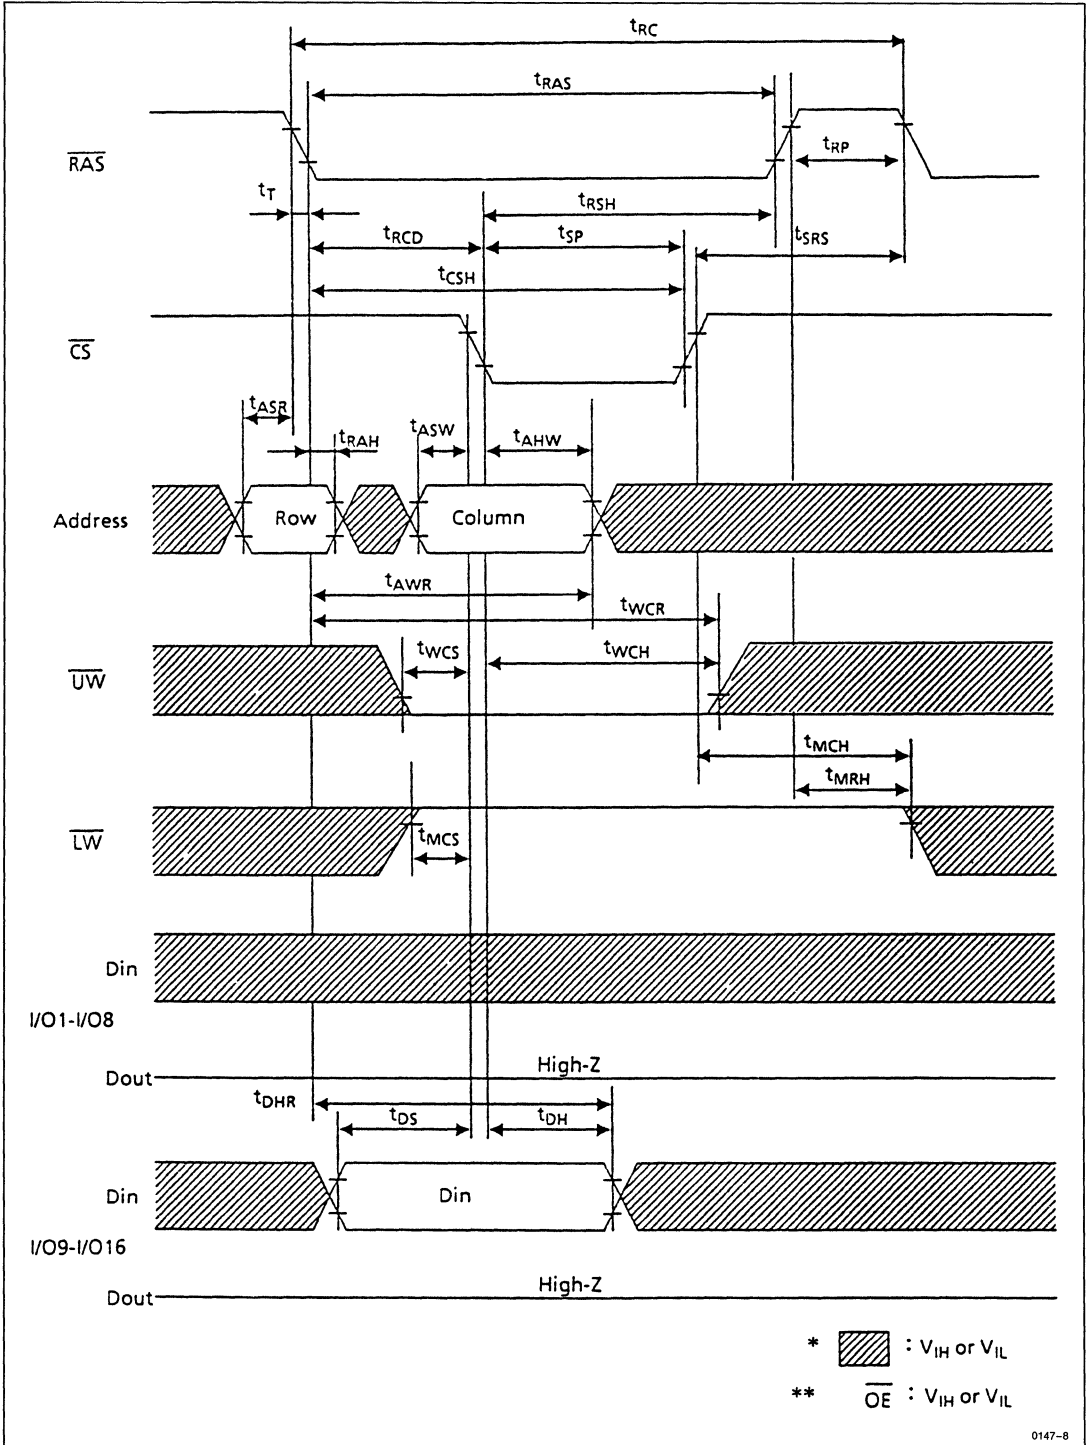 tRC
tRAS
RAS
tRP
tT
tRSH
tRCD
tSP
tSRS
tCSH
CS
tASR
tRAH
tASW
tAHW
Address
Row
Column
tAWR
tWCR
UW
tWCS
tWCH
tMCH
tMRH
LW
tMCS
Din
I/O1-I/O8
High-Z
Dout
tDHR
tDS
tDH
Din
Din
I/O9-I/O16
High-Z
Dout
* : VIH or VIL
** OE : VIH or VIL
0147-8